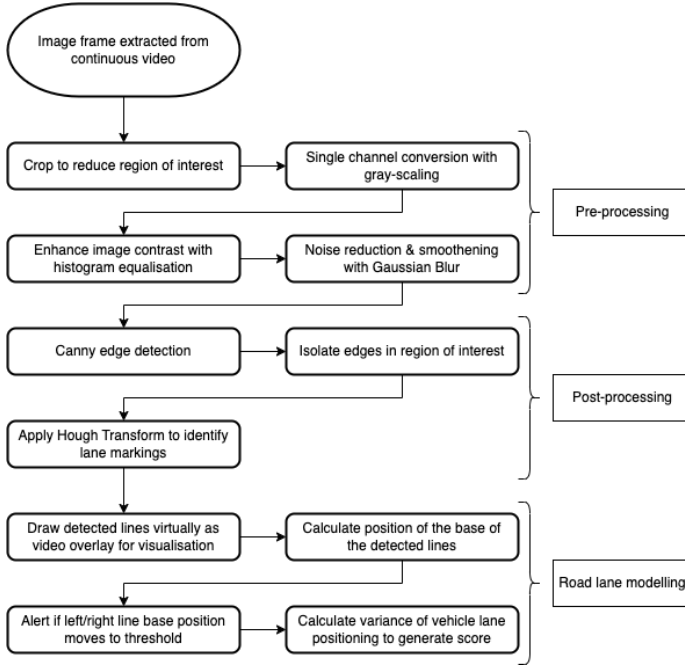 Image frame extracted from
continuous video
Crop to reduce region of interest
Single channel conversion with
gray-scaling
Pre-processing
Enhance image contrast with
histogram equalisation
Noise reduction & smoothening
with Gaussian Blur
Canny edge detection
Isolate edges in region of interest
Post-processing
Apply Hough Transform to identify
lane markings
Draw detected lines virtually as
video overlay for visualisation
Calculate position of the base of
the detected lines
Road lane modelling
Alert if left/right line base position
moves to threshold
Calculate variance of vehicle lane
positioning to generate score